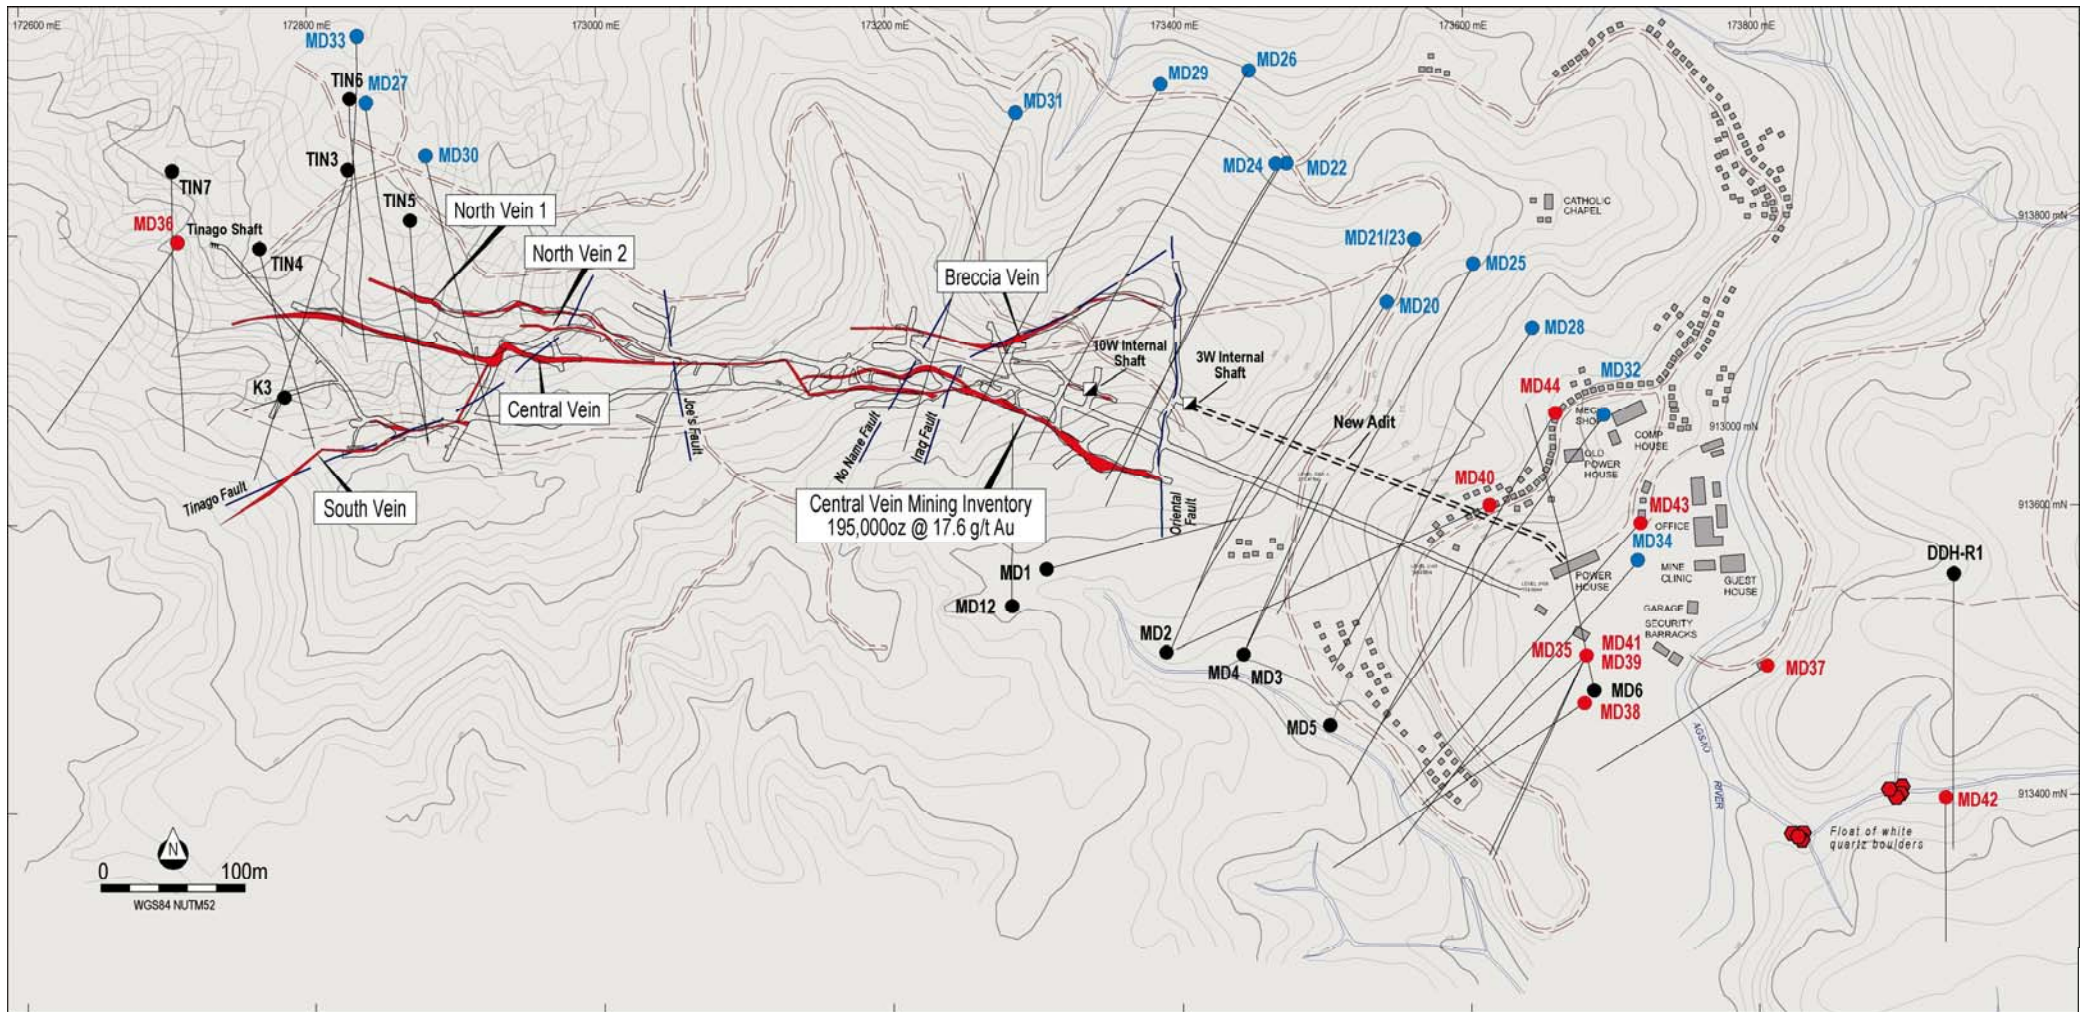 172600 mE
172800 mE
173000 mE
173200 mE
173400 mE
173600 mE
173800 mE
MD33
TIN6
MD27
MD31
MD29
MD26
TIN3
MD30
MD24
MD22
TIN7
TIN5
North Vein 1
CATHOLIC
CHAPEL
913800 mN
MD36
Tinago Shaft
TIN4
North Vein 2
Breccia Vein
MD21/23
MD25
MD20
MD28
10W Internal
Shaft
3W Internal
Shaft
MD32
MD44
K3
Central Vein
Joe's Fault
No Name Fault
Iraq Fault
New Adit
COMP
HOUSE
913000 mN
OLD
POWER
HOUSE
MD40
Tinago Fault
South Vein
Central Vein Mining Inventory
195,000oz @ 17.6 g/t Au
Oriental
Fault
MD43
OFFICE
913600 mN
MD34
DDH-R1
MD1
POWER
HOUSE
MINE
CLINIC
GUEST
HOUSE
MD12
GARAGE
SECURITY
BARRACKS
MD2
MD35
MD41
MD39
MD37
MD4
MD3
MD6
MD38
MD5
RIVER
913400 mN
MD42
Float of white
quartz boulders
N
0
100m
WGS84 NUTM52